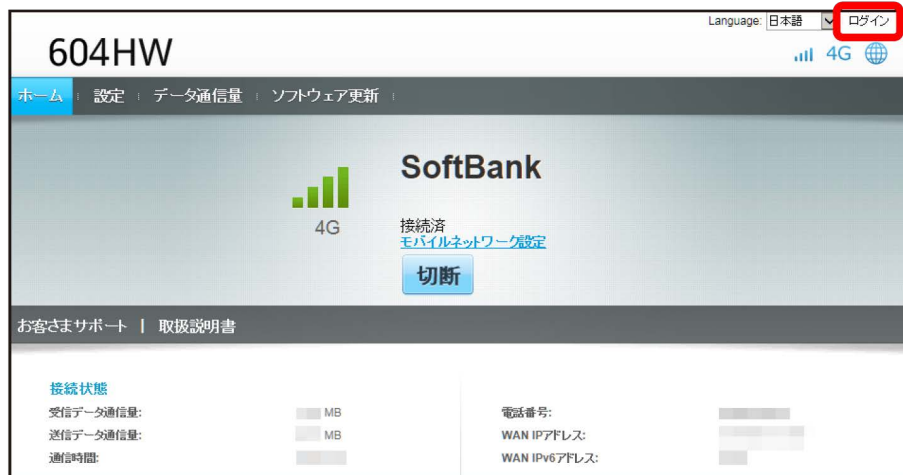 Language: 日本語 ログイン
604HW
4G
ホーム 設定 データ通信量 ソフトウェア更新
SoftBank
4G
接続済
モバイルネットワーク設定
切断
お客さまサポート | 取扱説明書
接続状態
受信データ通信量: MB 電話番号:
送信データ通信量: MB WAN IPアドレス:
通信時間: WAN IPv6アドレス: